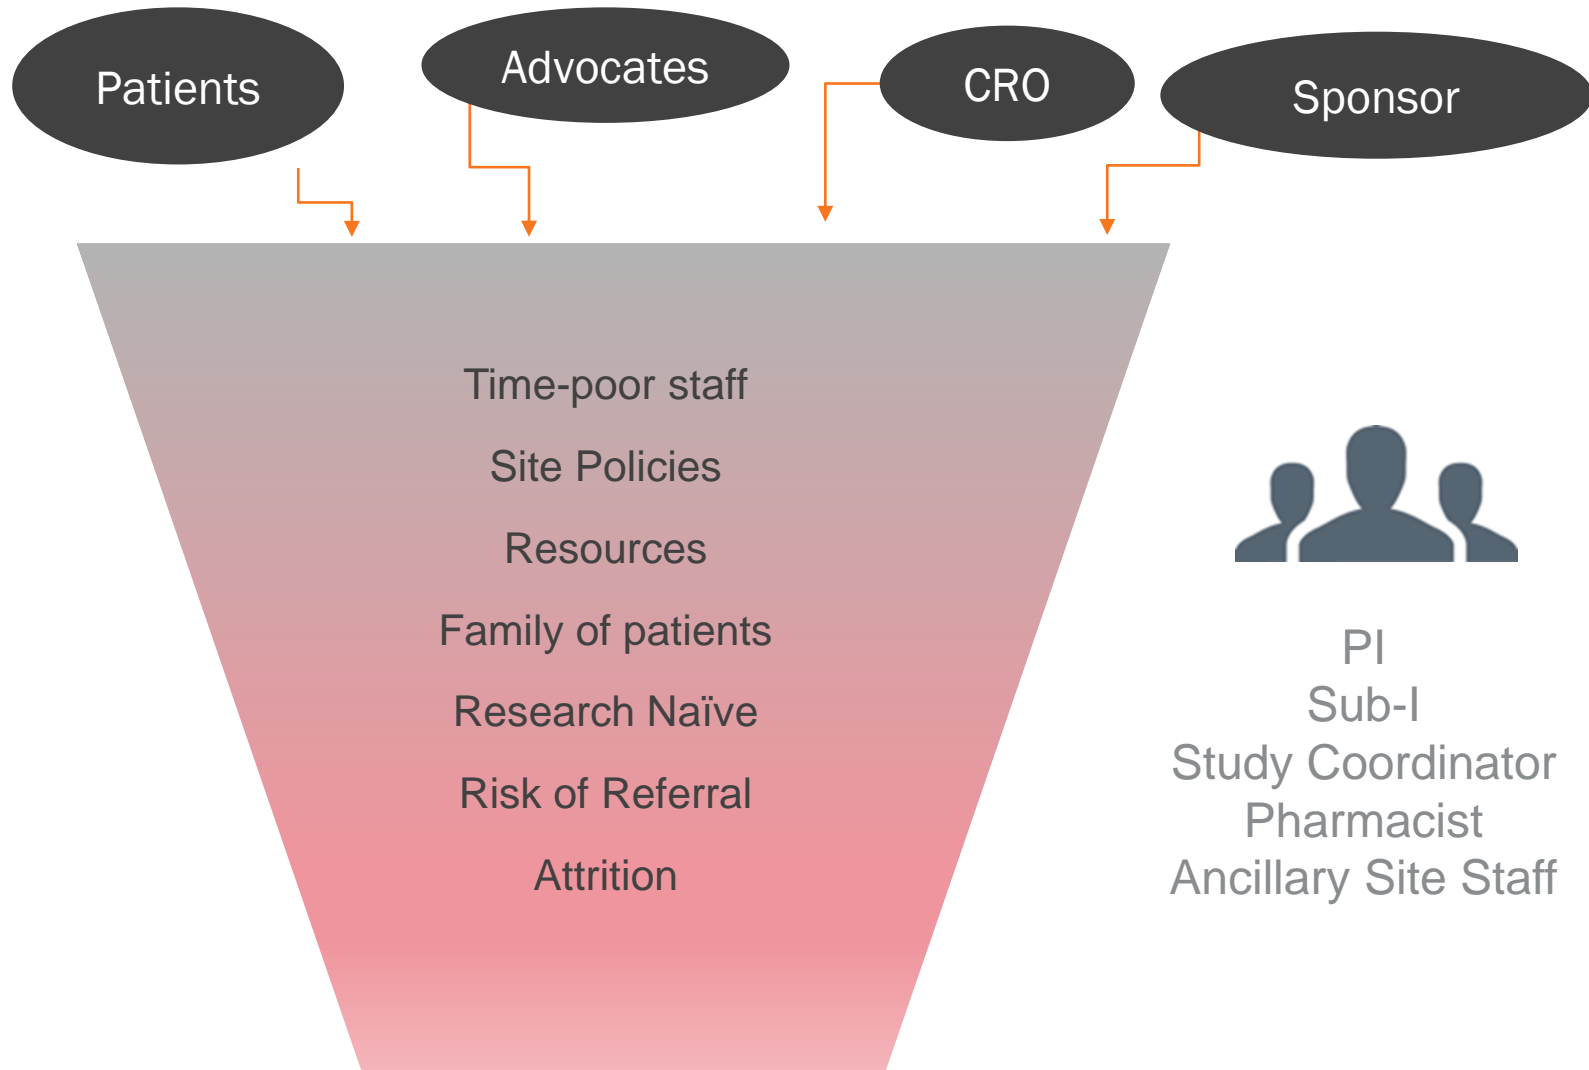 Patients
Advocates
CRO
Sponsor
Time-poor staff
Site Policies
Resources
Family of patients
Research Naïve
Risk of Referral
Attrition
PI
Sub-I
Study Coordinator
Pharmacist
Ancillary Site Staff